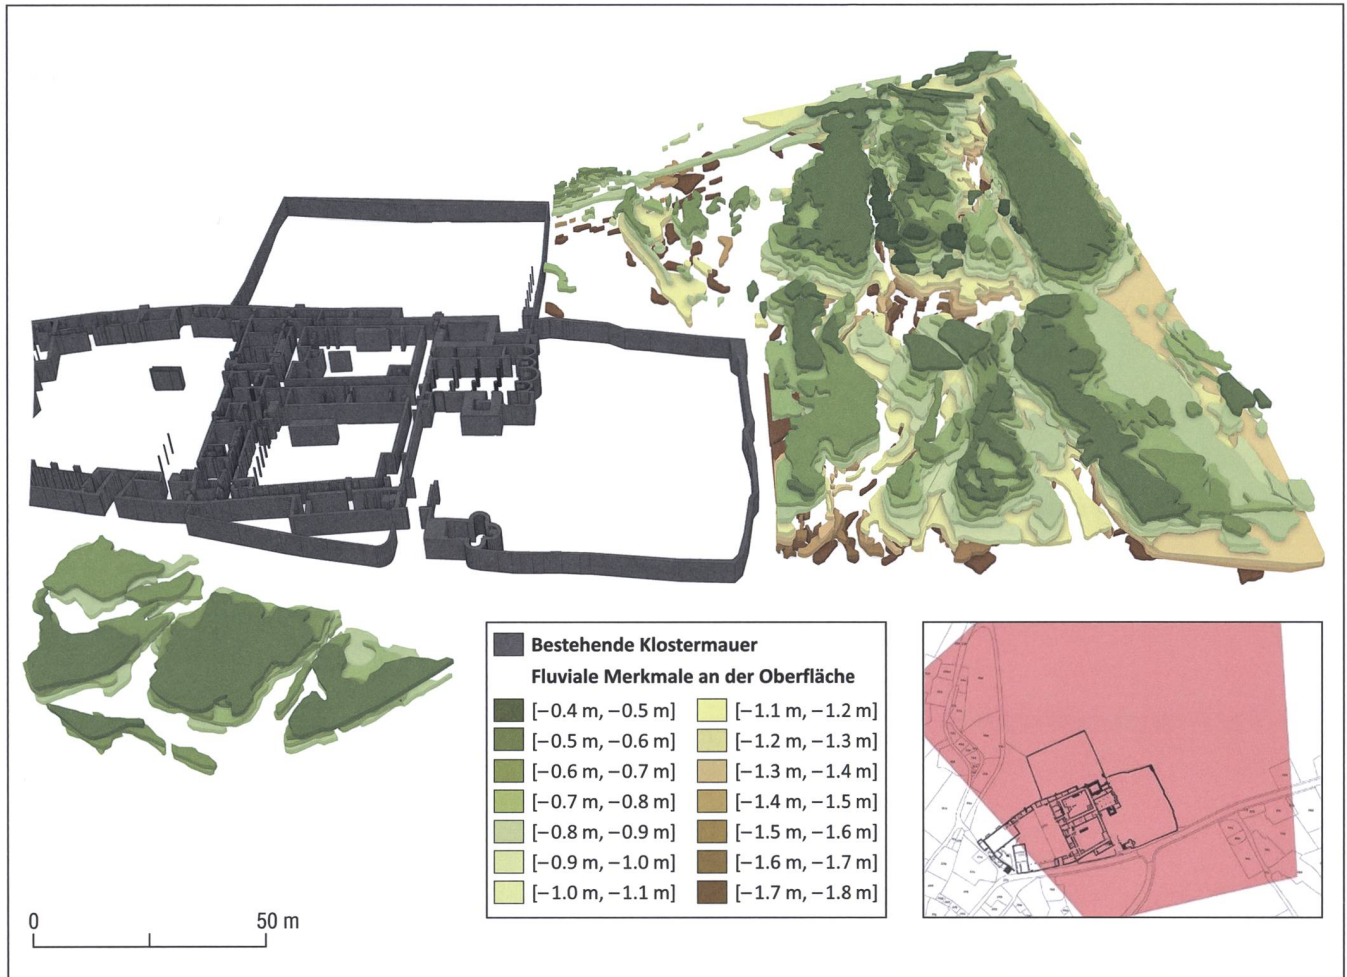 Bestehende Klostermauer
Fluviale Merkmale an der Oberfläche
[−0.4 m, −0.5 m]
[−0.5 m, −0.6 m]
[−0.6 m, −0.7 m]
[−0.7 m, −0.8 m]
[−0.8 m, −0.9 m]
[−0.9 m, −1.0 m]
[−1.0 m, −1.1 m]
[−1.1 m, −1.2 m]
[−1.2 m, −1.3 m]
[−1.3 m, −1.4 m]
[−1.4 m, −1.5 m]
[−1.5 m, −1.6 m]
[−1.6 m, −1.7 m]
[−1.7 m, −1.8 m]
0 50 m